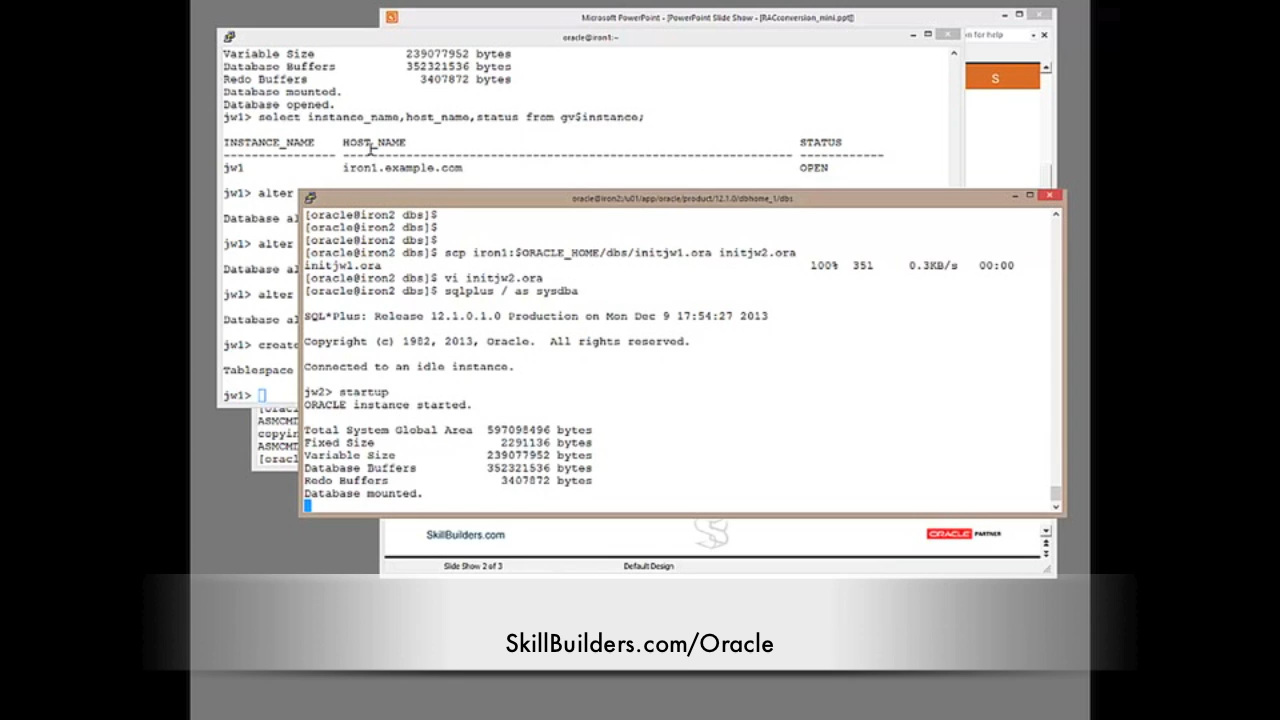 Microsoft PowerPoint - [PowerPoint Slide Show - [RACconversion_mini.ppt]]
oracle@iron1:~
n for help
S
Variable Size 239077952 bytes
Database Buffers 352321536 bytes
Redo Buffers 3407872 bytes
Database mounted.
Database opened.
jw1> select instance_name,host_name,status from gv$instance;
INSTANCE_NAME HOST_NAME STATUS
---------------- ---------------------------------------------------------------- ------------
jw1 iron1.example.com OPEN
jw1> alter
Database al
jw1> alter
Database al
jw1> alter
Database al
jw1> create
Tablespace
jw1>
[oracl
ASMCMD
copyin
ASMCMD
[oracl
oracle@iron2:/u01/app/oracle/product/12.1.0/dbhome_1/dbs
[oracle@iron2 dbs]$
[oracle@iron2 dbs]$
[oracle@iron2 dbs]$
[oracle@iron2 dbs]$ scp iron1:$ORACLE_HOME/dbs/initjw1.ora initjw2.ora
initjw1.ora 100% 351 0.3KB/s 00:00
[oracle@iron2 dbs]$ vi initjw2.ora
[oracle@iron2 dbs]$ sqlplus / as sysdba
SQL*Plus: Release 12.1.0.1.0 Production on Mon Dec 9 17:54:27 2013
Copyright (c) 1982, 2013, Oracle. All rights reserved.
Connected to an idle instance.
jw2> startup
ORACLE instance started.
Total System Global Area 597098496 bytes
Fixed Size 2291136 bytes
Variable Size 239077952 bytes
Database Buffers 352321536 bytes
Redo Buffers 3407872 bytes
Database mounted.
SkillBuilders.com
ORACLE PARTNER
Slide Show 2 of 3 Default Design
SkillBuilders.com/Oracle